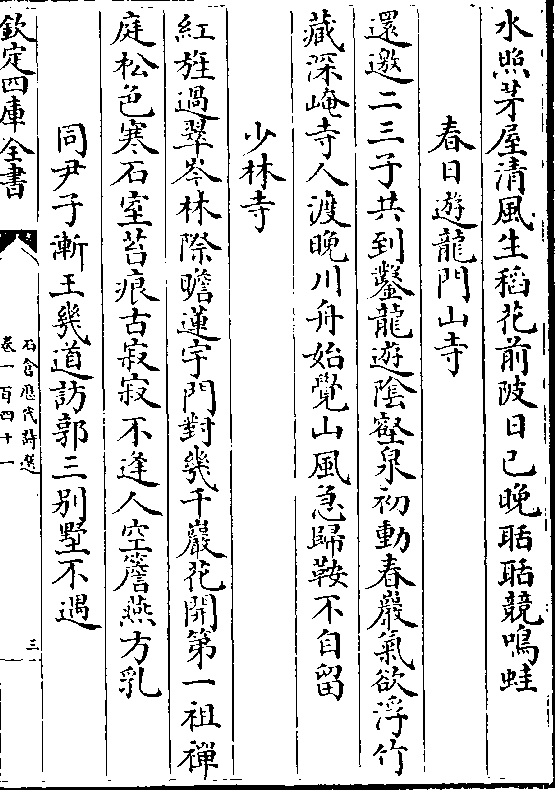 水照茅屋清風生稻花前陂日已晚聒聒競鳴蛙
春日遊龍門山寺
還邀二三子共到鑿龍遊陰壑泉初動春巖氣欲浮竹
藏深崦寺人渡晚川舟始覺山風急歸鞍不自留
少林寺
紅旌過翠岑林際瞻蓮宇門對幾千巖花開第一祖禪
庭松色寒石室苔痕古寂寂不逢人空簷燕方乳
同尹子漸王幾道訪郭三别墅不遇
欽定四庫全書
石倉歷代詩選
卷一百四十一
三